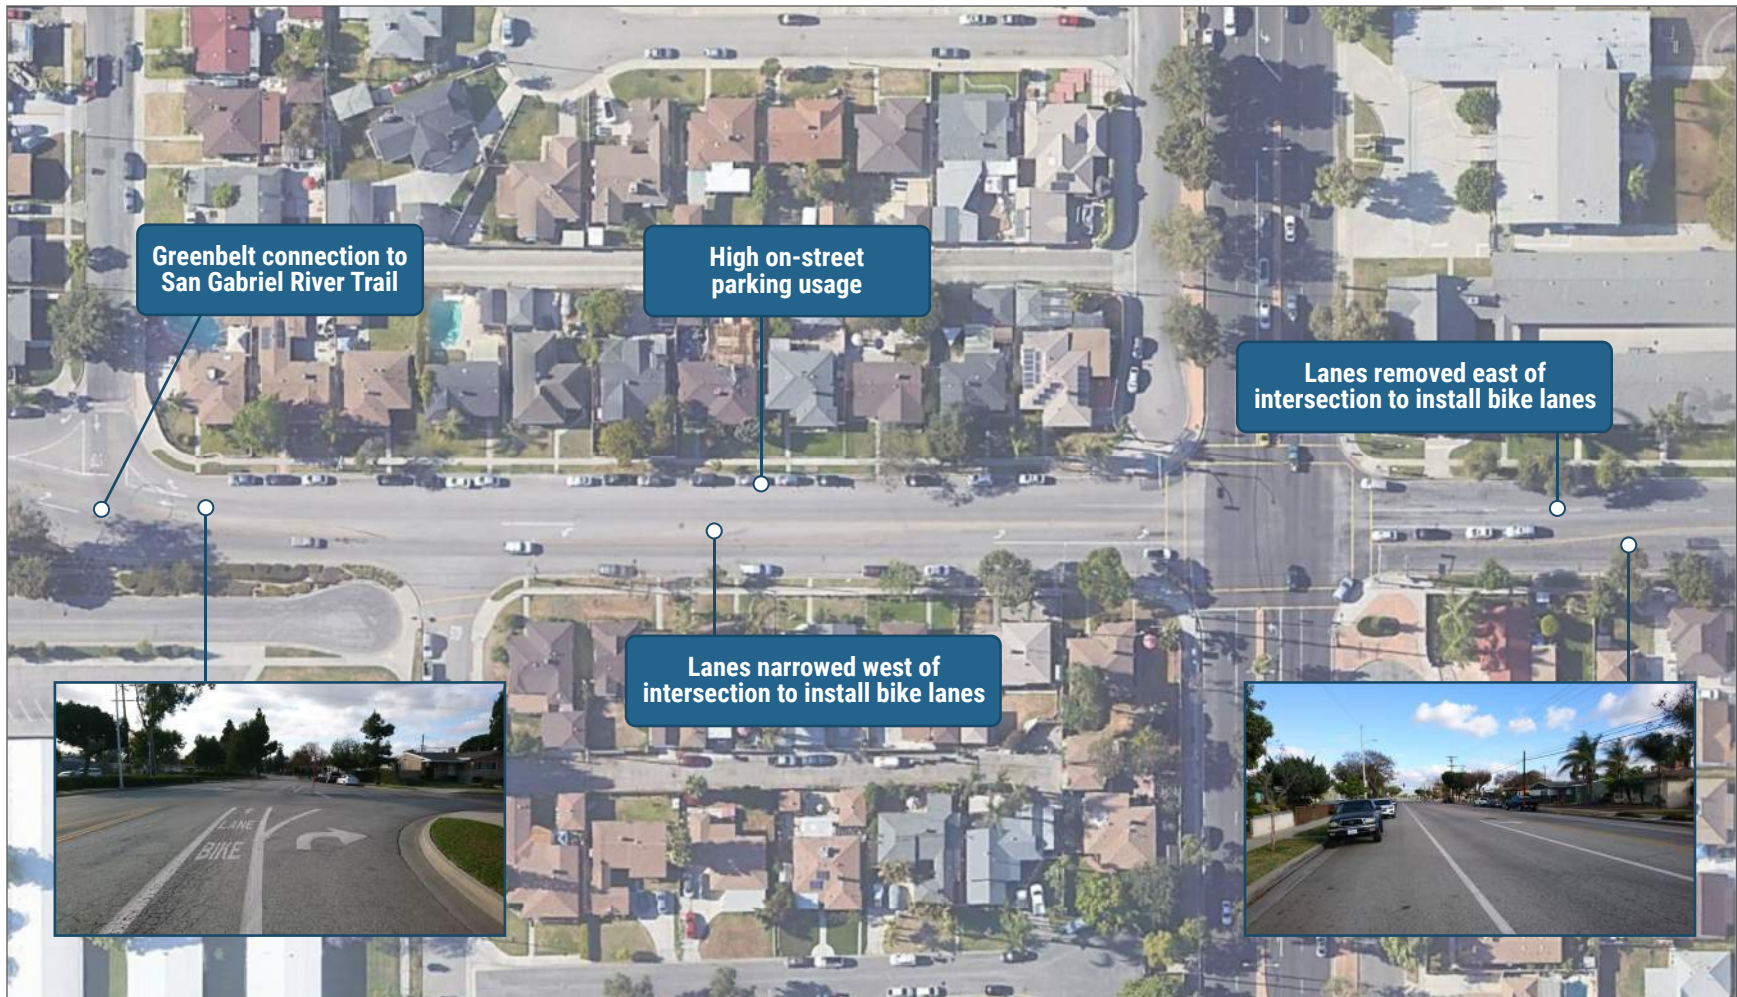 Greenbelt connection to
San Gabriel River Trail
High on-street
parking usage
Lanes removed east of
intersection to install bike lanes
Lanes narrowed west of
intersection to install bike lanes
LANE
BIKE